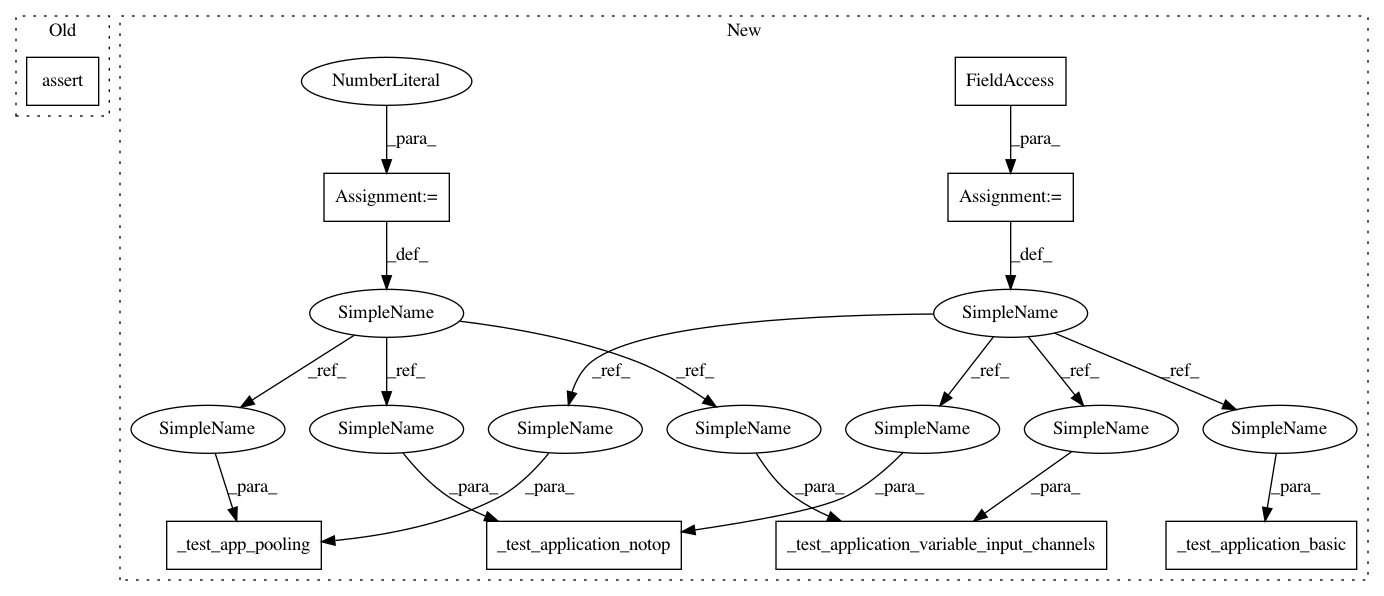 Old
New
assert
NumberLiteral
FieldAccess
_para_
_para_
Assignment:=
Assignment:=
_def_
_def_
SimpleName
SimpleName
_ref_
_ref_
_ref_
_ref_
_ref_
_ref_
_ref_
SimpleName
SimpleName
SimpleName
SimpleName
SimpleName
SimpleName
SimpleName
_para_
_para_
_para_
_para_
_para_
_para_
_para_
_test_app_pooling
_test_application_notop
_test_application_variable_input_channels
_test_application_basic